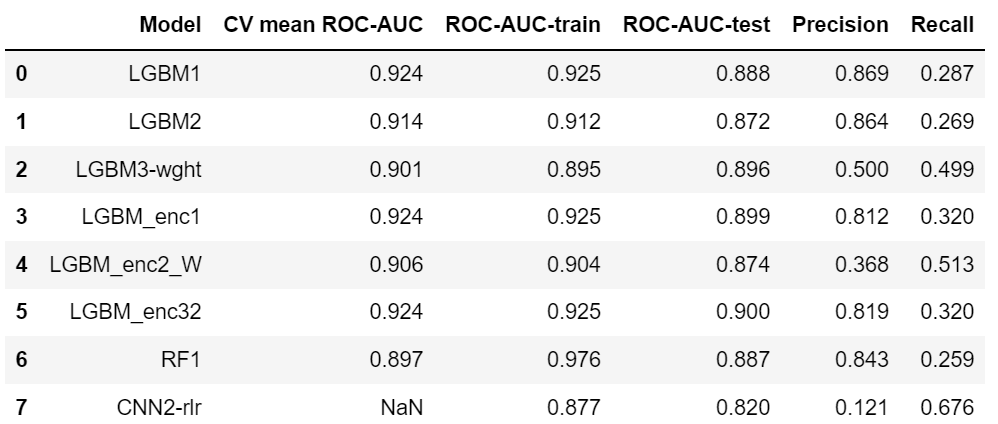 Model CV mean ROC-AUC ROC-AUC-train ROC-AUC-test Precision Recall
0 LGBM1 0.924 0.925 0.888 0.869 0.287
1 LGBM2 0.914 0.912 0.872 0.864 0.269
2 LGBM3-wght 0.901 0.895 0.896 0.500 0.499
3 LGBM_enc1 0.924 0.925 0.899 0.812 0.320
4 LGBM_enc2_W 0.906 0.904 0.874 0.368 0.513
5 LGBM_enc32 0.924 0.925 0.900 0.819 0.320
6 RF1 0.897 0.976 0.887 0.843 0.259
7 CNN2-rlr NaN 0.877 0.820 0.121 0.676